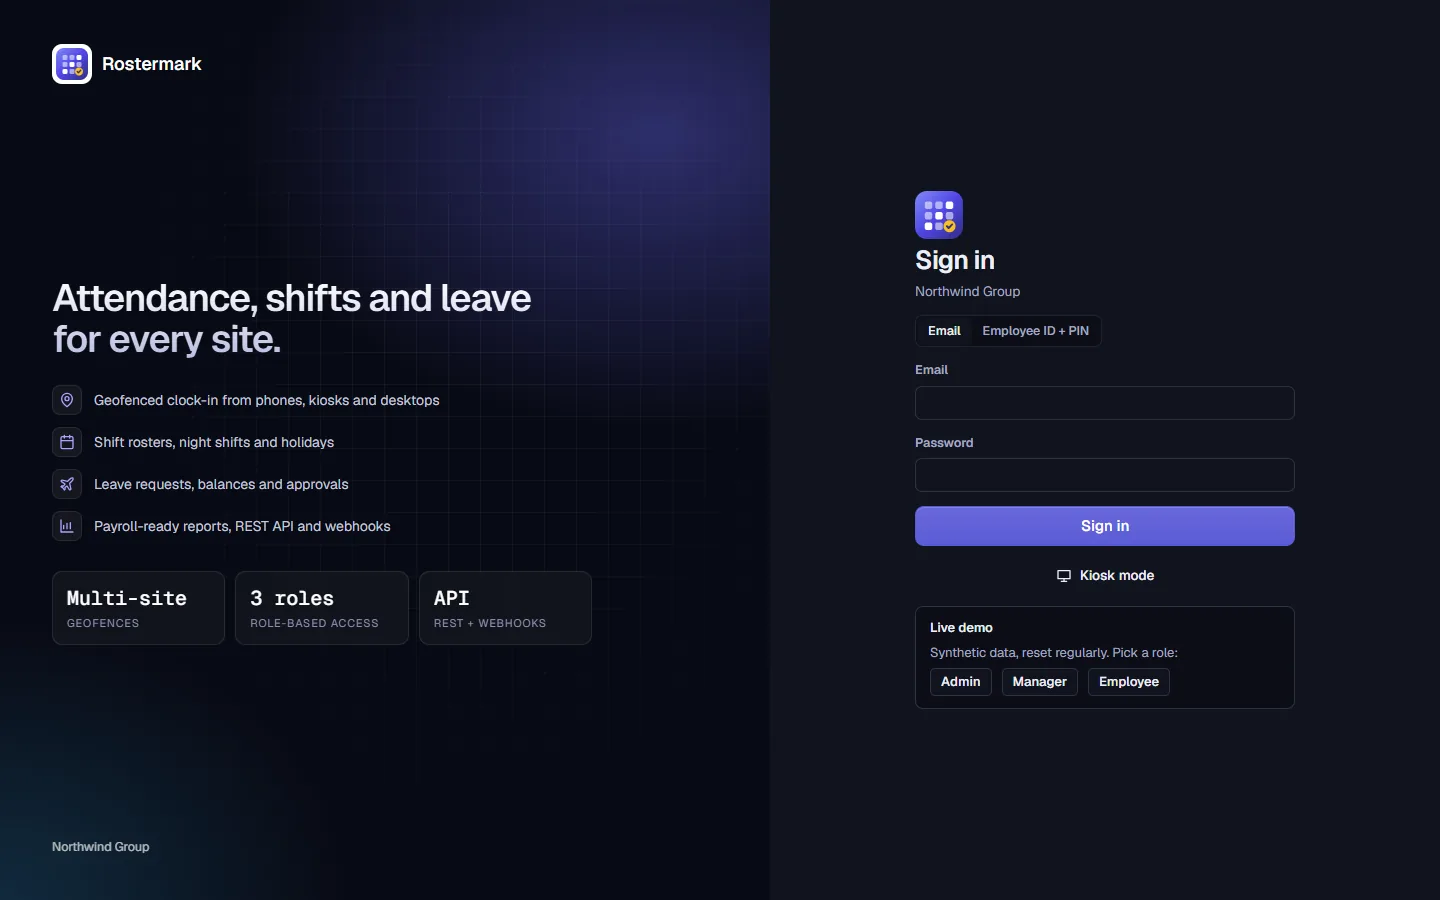 Rostermark
Attendance, shifts and leave
for every site.
Geofenced clock-in from phones, kiosks and desktops
Shift rosters, night shifts and holidays
Leave requests, balances and approvals
Payroll-ready reports, REST API and webhooks
Multi-site
GEOFENCES
3 roles
ROLE-BASED ACCESS
API
REST + WEBHOOKS
Northwind Group
Sign in
Northwind Group
Email
Employee ID + PIN
Email
Password
Sign in
Kiosk mode
Live demo
Synthetic data, reset regularly. Pick a role:
Admin
Manager
Employee